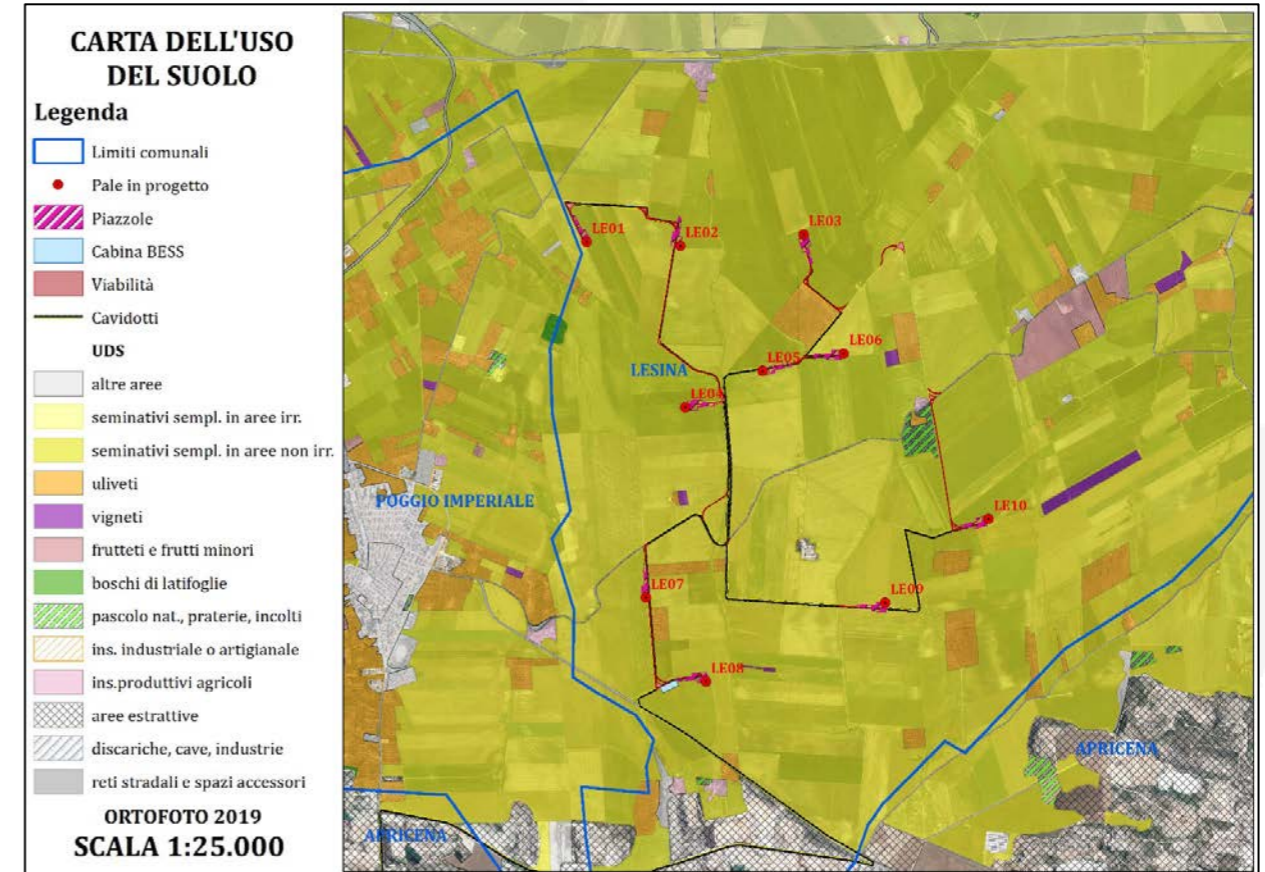 CARTA DELL'USO
DEL SUOLO
Legenda
Limiti comunali
Pale in progetto
Piazzole
Cabina BESS
Viabilità
Cavidotti
UDS
altre aree
seminativi sempl. in aree irr.
seminativi sempl. in aree non irr.
uliveti
vigneti
frutteti e frutti minori
boschi di latifoglie
pascolo nat., praterie, incolti
ins. industriale o artigianale
ins.produttivi agricoli
aree estrattive
discariche, cave, industrie
reti stradali e spazi accessori
ORTOFOTO 2019
SCALA 1:25.000
LE01
LE02
LE03
LE06
LE05
LESINA
LE04
POGGIO IMPERIALE
LE10
LE07
LE09
LE08
APRICENA
APRICENA